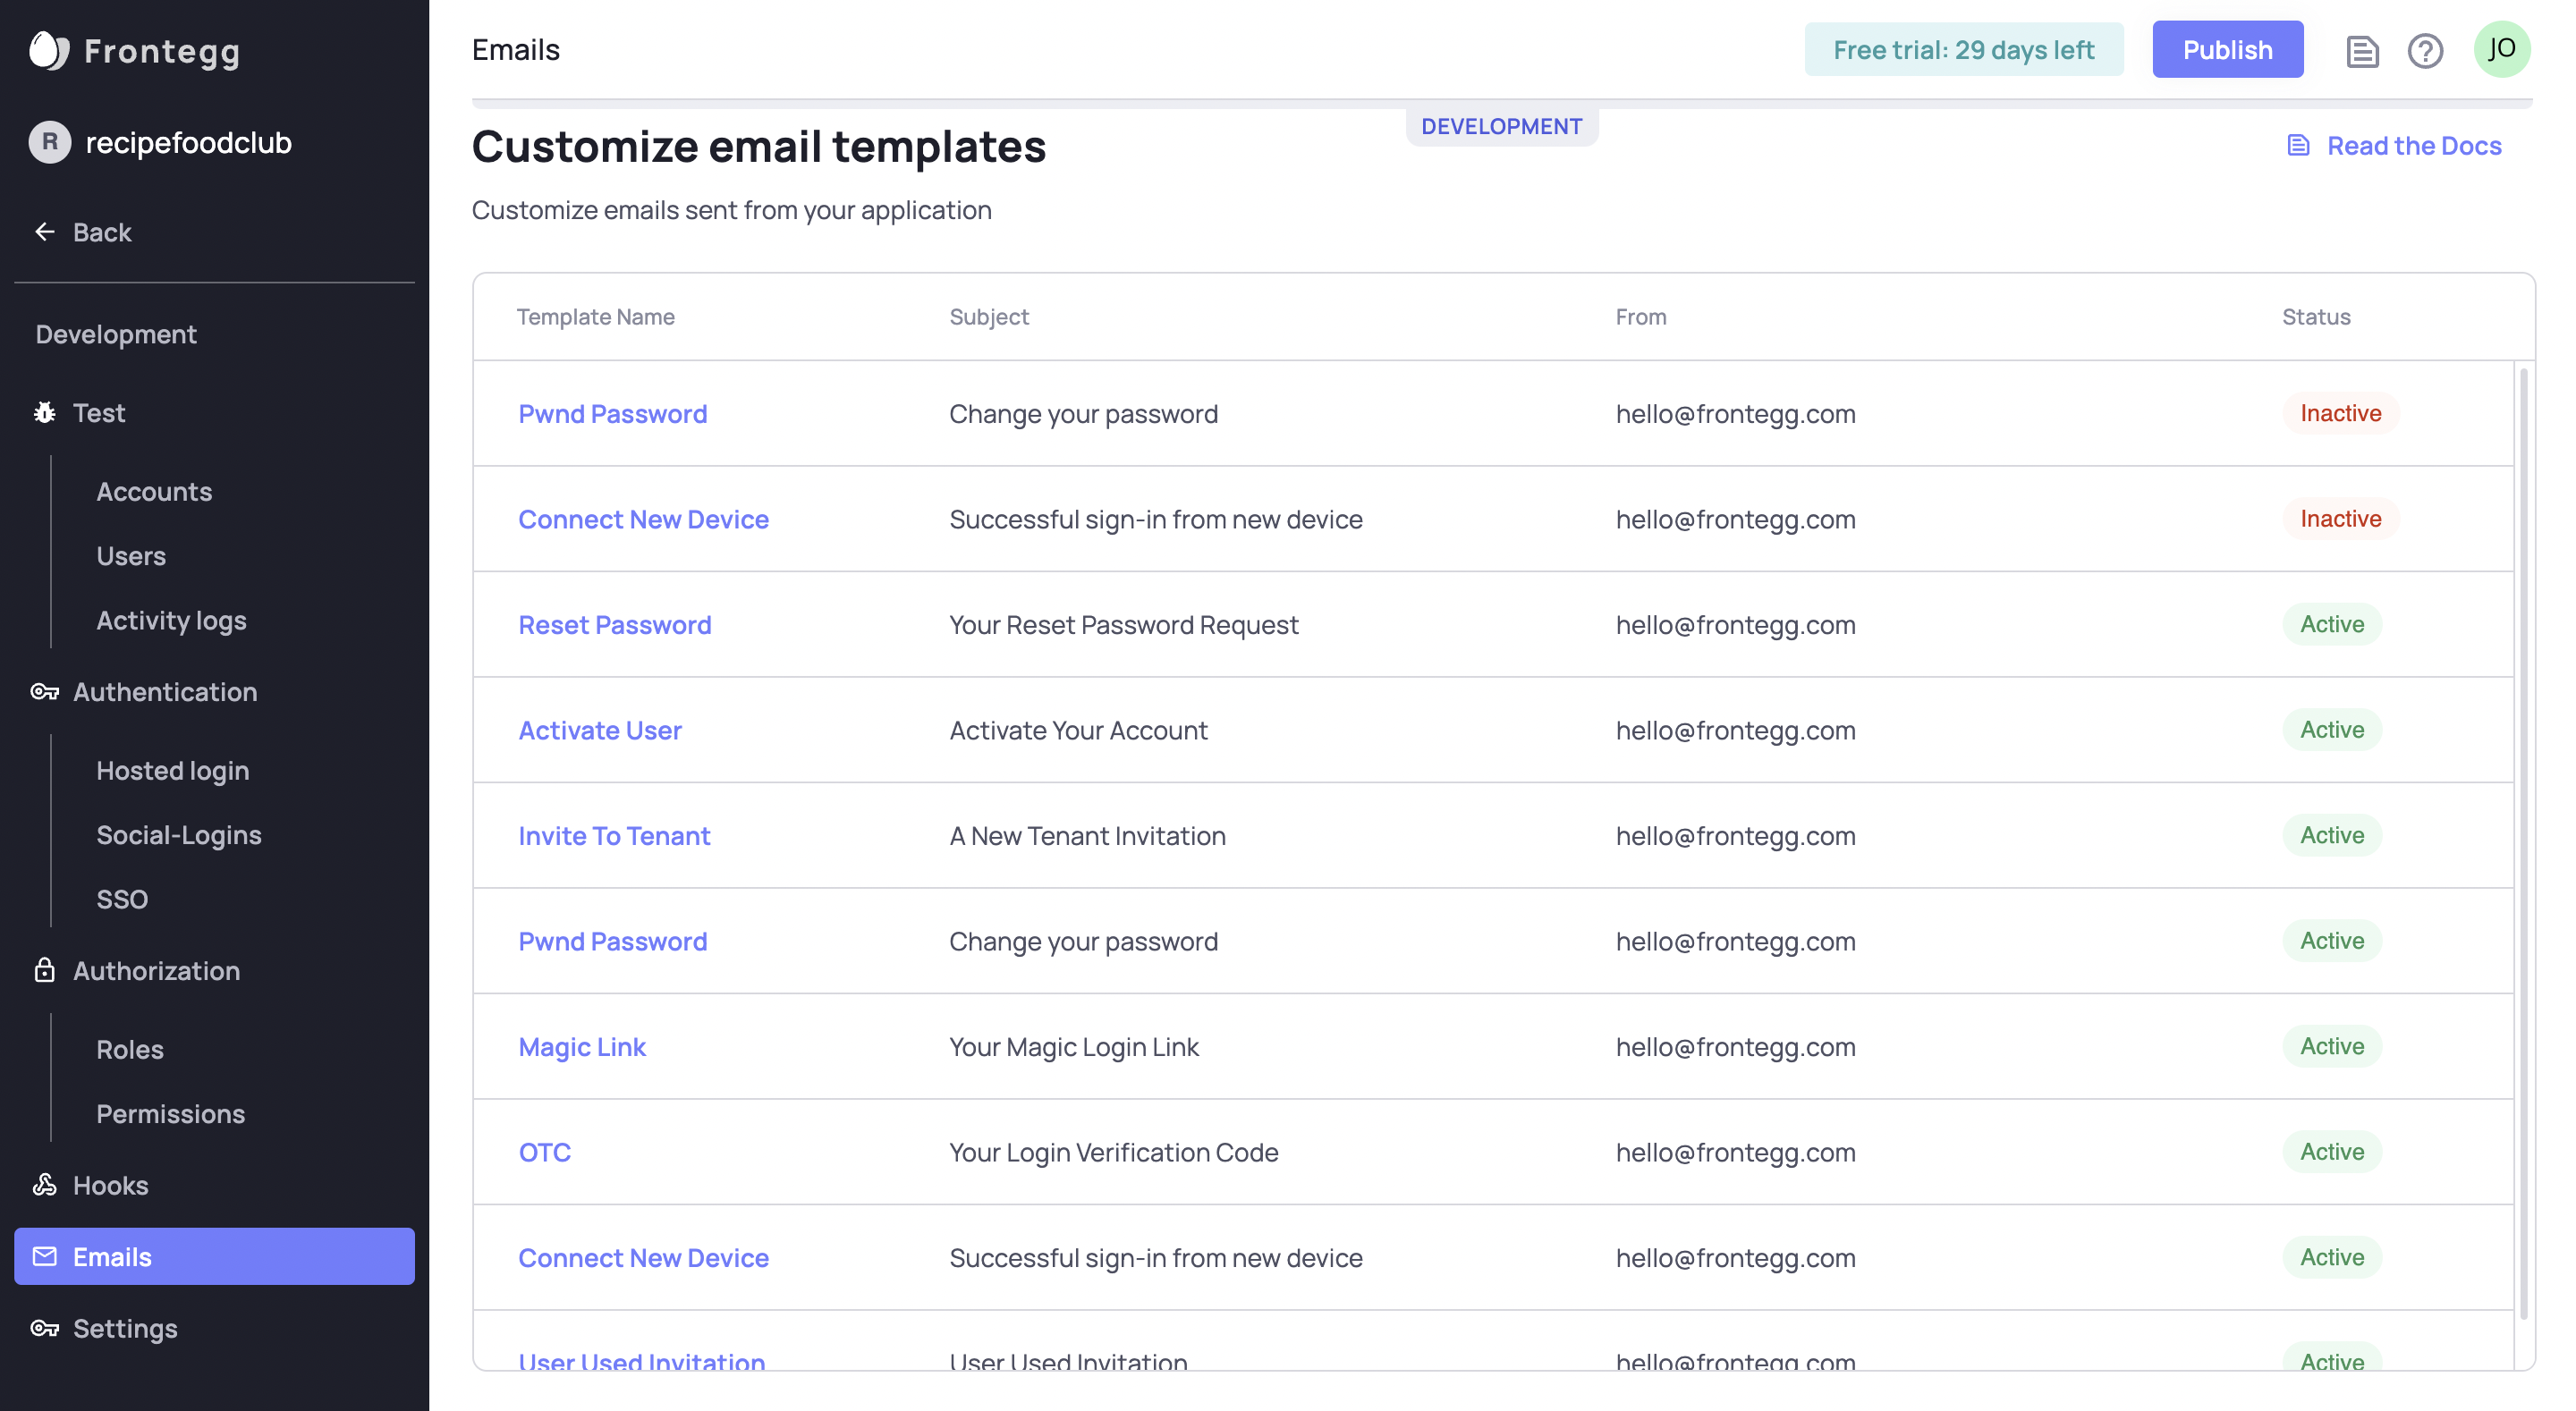 Frontegg
R recipefoodclub
Back
Development
Test
Accounts
Users
Activity logs
Authentication
Hosted login
Social-Logins
SSO
Authorization
Roles
Permissions
Hooks
Emails
Settings
Emails
Free trial: 29 days left
Publish
JO
DEVELOPMENT
Customize email templates
Read the Docs
Customize emails sent from your application
Template Name Subject From Status
Pwnd Password Change your password hello@frontegg.com Inactive
Connect New Device Successful sign-in from new device hello@frontegg.com Inactive
Reset Password Your Reset Password Request hello@frontegg.com Active
Activate User Activate Your Account hello@frontegg.com Active
Invite To Tenant A New Tenant Invitation hello@frontegg.com Active
Pwnd Password Change your password hello@frontegg.com Active
Magic Link Your Magic Login Link hello@frontegg.com Active
OTC Your Login Verification Code hello@frontegg.com Active
Connect New Device Successful sign-in from new device hello@frontegg.com Active
User Used Invitation User Used Invitation hello@frontegg.com Active